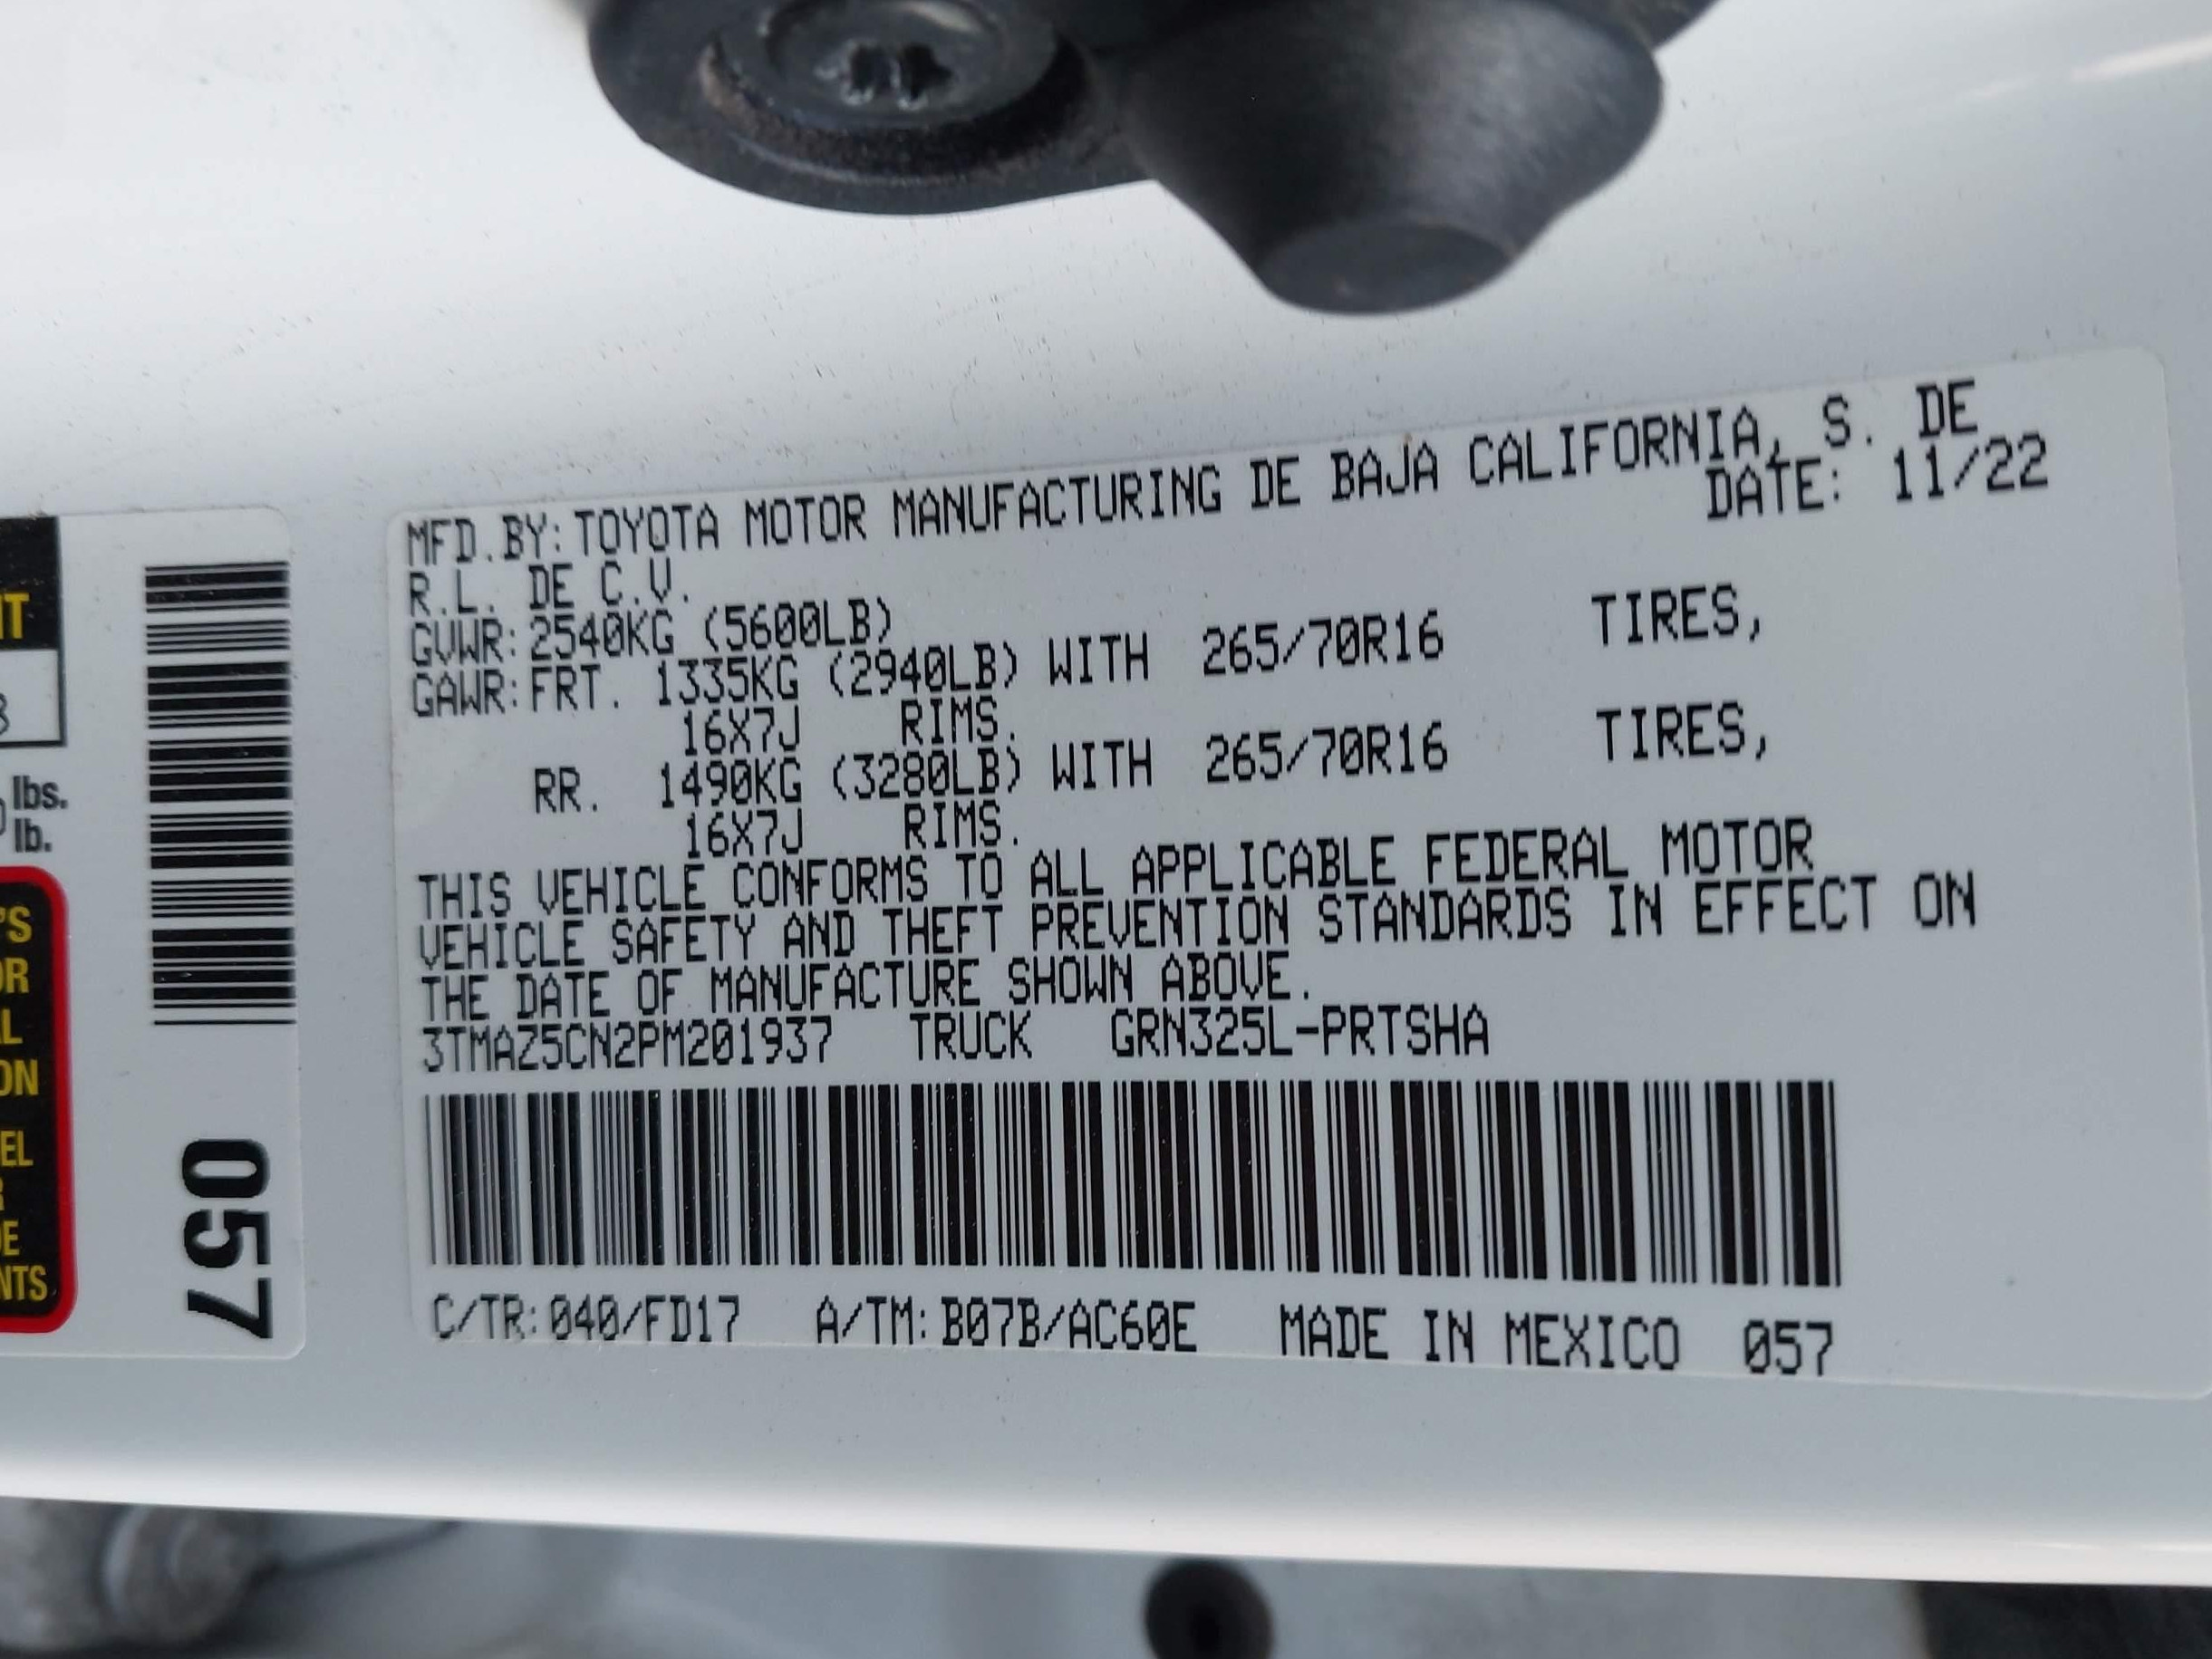 MFD.BY:TOYOTA MOTOR MANUFACTURING DE BAJA CALIFORNIA, S. DE
R.L. DE C.V. DATE: 11/22
GVWR:2540KG (5600LB)
GAWR:FRT. 1335KG (2940LB) WITH 265/70R16 TIRES,
16X7J RIMS.
RR. 1490KG (3280LB) WITH 265/70R16 TIRES,
16X7J RIMS.
THIS VEHICLE CONFORMS TO ALL APPLICABLE FEDERAL MOTOR
VEHICLE SAFETY AND THEFT PREVENTION STANDARDS IN EFFECT ON
THE DATE OF MANUFACTURE SHOWN ABOVE.
3TMAZ5CN2PM201937 TRUCK GRN325L-PRTSHA
C/TR:040/FD17 A/TM:B07B/AC60E MADE IN MEXICO 057
057
lbs.
lb.